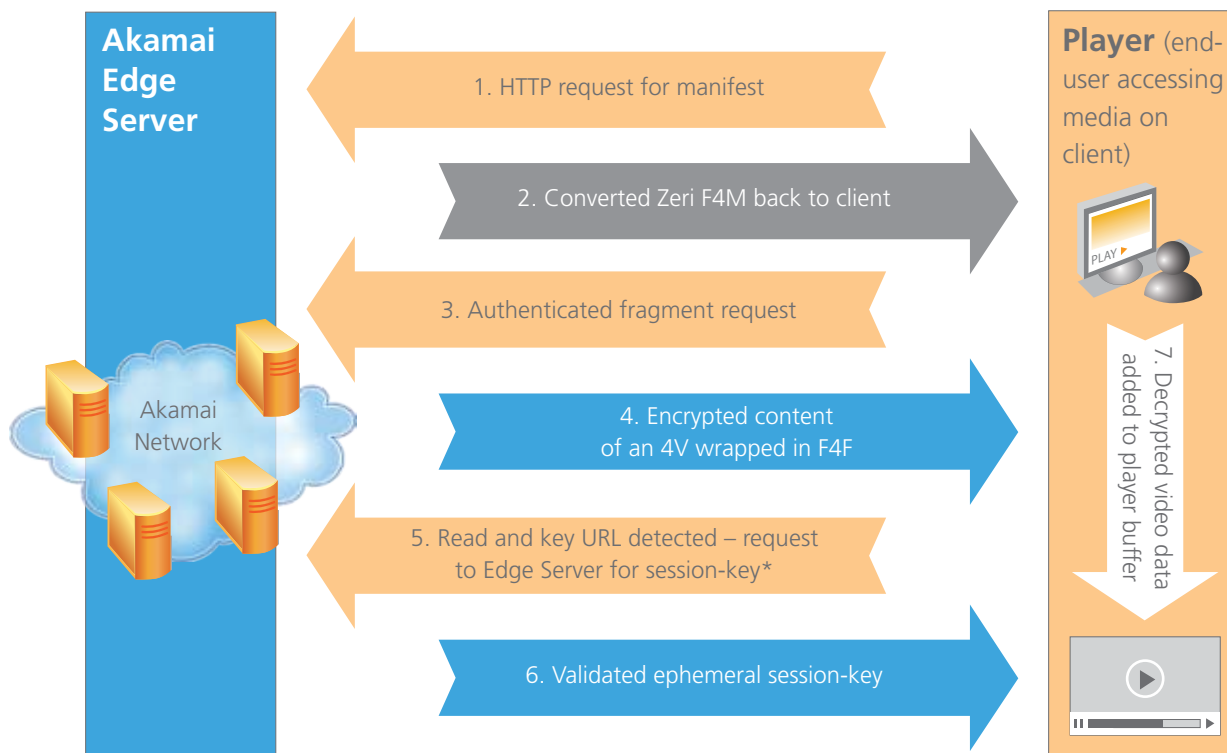 Akamai
Edge
Server
Player (end-
user accessing
media on
client)
1. HTTP request for manifest
2. Converted Zeri F4M back to client
PLAY
3. Authenticated fragment request
Akamai
Network
4. Encrypted content
of an 4V wrapped in F4F
5. Read and key URL detected – request
to Edge Server for session-key*
6. Validated ephemeral session-key
7. Decrypted video data
added to player buffer